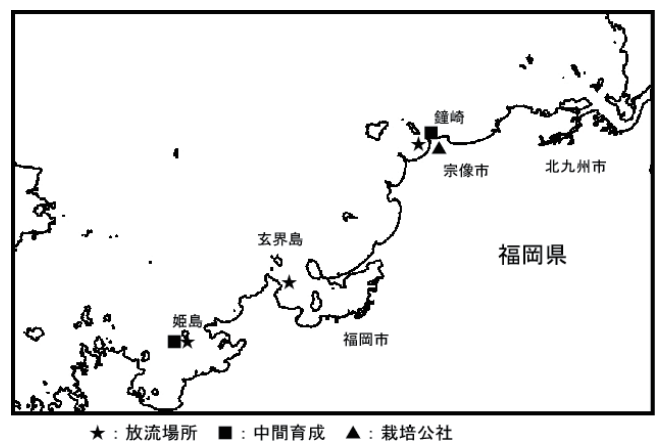 鐘崎
宗像市
北九州市
玄界島
福岡県
姫島
福岡市
★：放流場所 ■：中間育成 ▲：栽培公社